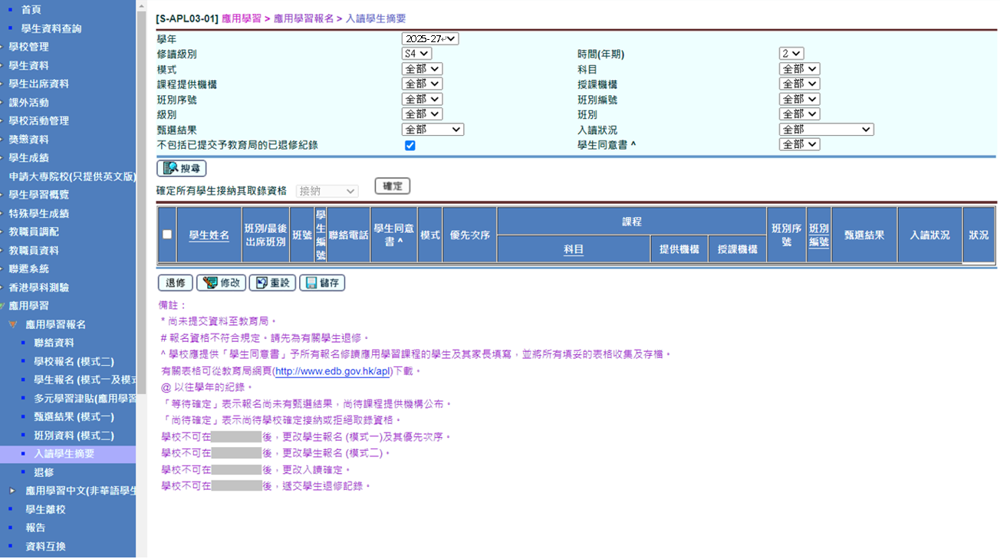 首頁
學生資料查詢
學校管理
學生資料
學生出席資料
課外活動
學校活動管理
獎懲資料
學生成績
申請大專院校(只提供英文版)
學生學習概覽
特殊學生成績
教職員調配
教職員資料
聯遞系統
香港學科測驗
應用學習
應用學習報名
聯絡資料
學校報名 (模式二)
學生報名 (模式一及模式
多元學習津貼(應用學習
甄選結果 (模式一)
班別資料 (模式二)
入讀學生摘要
退修
應用學習中文(非華語學生
學生離校
報告
資料互換
[S-APL03-01] 應用學習 > 應用學習報名 > 入讀學生摘要
學年 2025-27
修讀級別 S4 時間(年期) 2
模式 全部 科目 全部
課程提供機構 全部 授課機構 全部
班別序號 全部 班別編號 全部
級別 全部 班別 全部
甄選結果 全部 入讀狀況 全部
不包括已提交予教育局的已退修紀錄 學生同意書 ^ 全部
搜尋
確定所有學生接納其取錄資格 接納 確定
學生姓名 班別/最後出席班別 班號 學生編號 聯絡電話 學生同意書 ^ 模式 優先次序 課程 科目 提供機構 授課機構 班別序號 班別編號 甄選結果 入讀狀況 狀況
退修 修改 重設 儲存
備註：
* 尚未提交資料至教育局。
# 報名資格不符合規定。請先為有關學生退修。
^ 學校應提供「學生同意書」予所有報名修讀應用學習課程的學生及其家長填寫，並將所有填妥的表格收集及存檔。
有關表格可從教育局網頁(http://www.edb.gov.hk/apl)下載。
@ 以往學年的紀錄。
「等待確定」表示報名尚未有甄選結果，尚待課程提供機構公布。
「尚待確定」表示尚待學校確定接納或拒絕取錄資格。
學校不可在 後，更改學生報名 (模式一)及其優先次序。
學校不可在 後，更改學生報名 (模式二)。
學校不可在 後，更改入讀確定。
學校不可在 後，遞交學生退修記錄。